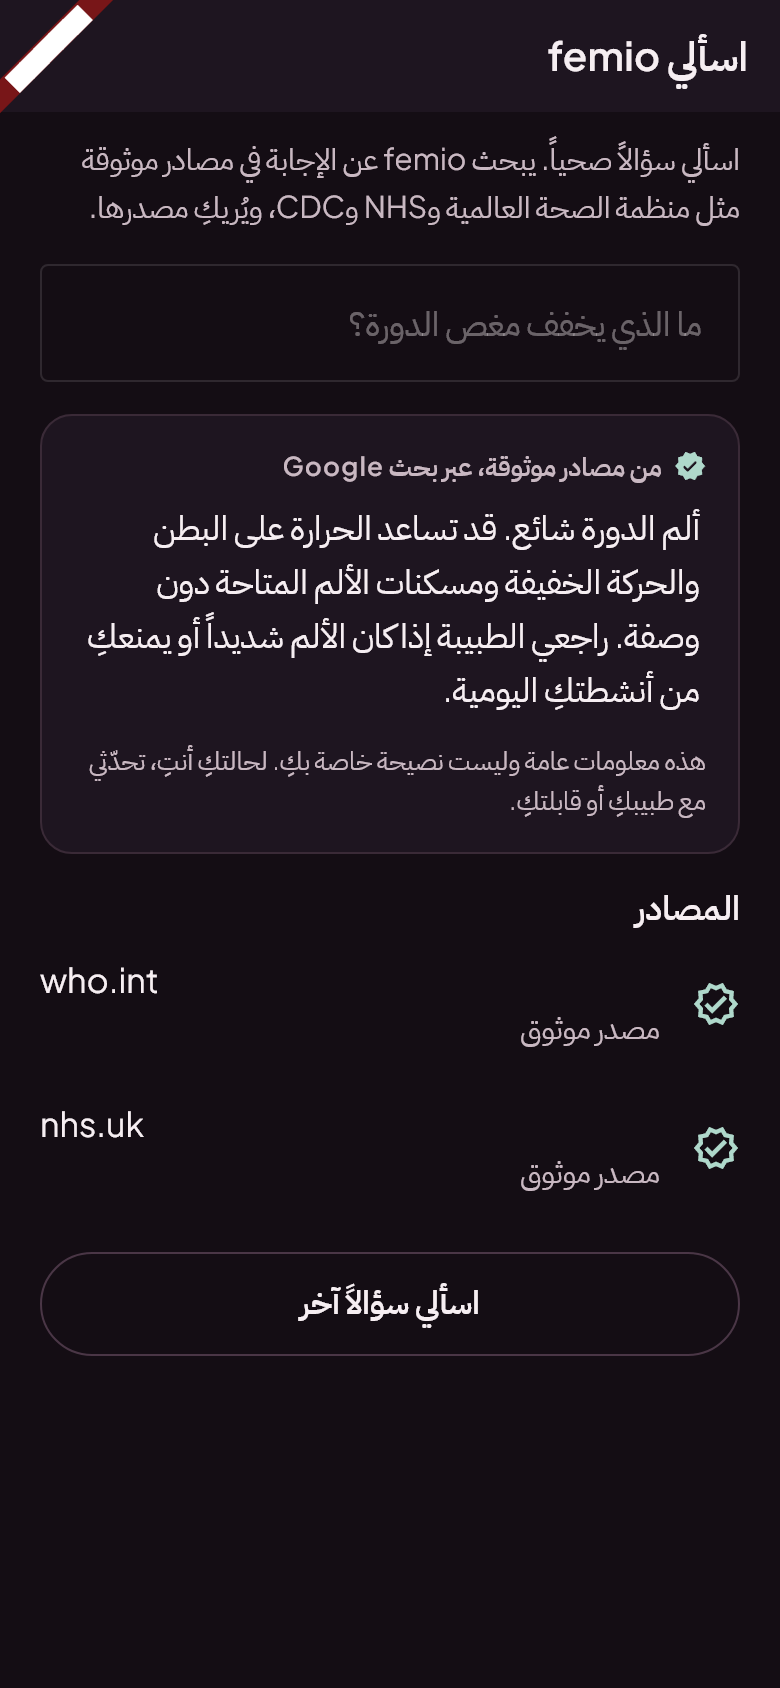 اسألي femio
اسألي سؤالاً صحياً. يبحث femio عن الإجابة في مصادر موثوقة
مثل منظمة الصحة العالمية وNHS وCDC، ويُريكِ مصدرها.
ما الذي يخفف مغص الدورة؟
من مصادر موثوقة، عبر بحث Google
ألم الدورة شائع. قد تساعد الحرارة على البطن
والحركة الخفيفة ومسكنات الألم المتاحة دون
وصفة. راجعي الطبيبة إذا كان الألم شديداً أو يمنعكِ
من أنشطتكِ اليومية.
هذه معلومات عامة وليست نصيحة خاصة بكِ. لحالتكِ أنتِ، تحدّثي
مع طبيبكِ أو قابلتكِ.
المصادر
who.int
مصدر موثوق
nhs.uk
مصدر موثوق
اسألي سؤالاً آخر